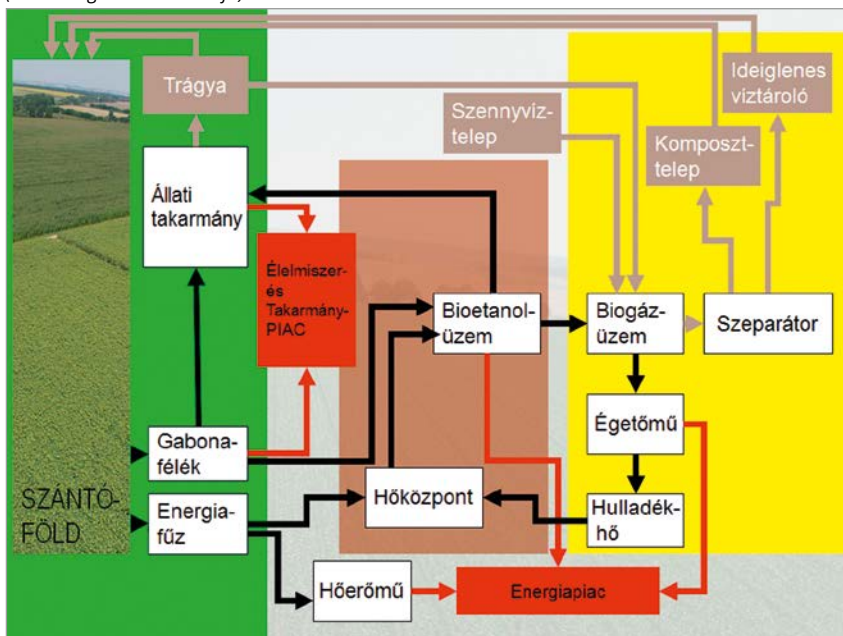 Trágya
Ideiglenes
víztároló
Szennyvíz-
telep
Komposzt-
telep
Állati
takarmány
Élelmiszer-
és
Takarmány-
PIAC
Bioetanol-
üzem
Biogáz-
üzem
Szeparátor
Gabona-
félék
Égetőmű
SZÁNTÓ-
FÖLD
Energia-
fűz
Hőközpont
Hulladék-
hő
Hőerőmű
Energiapiac